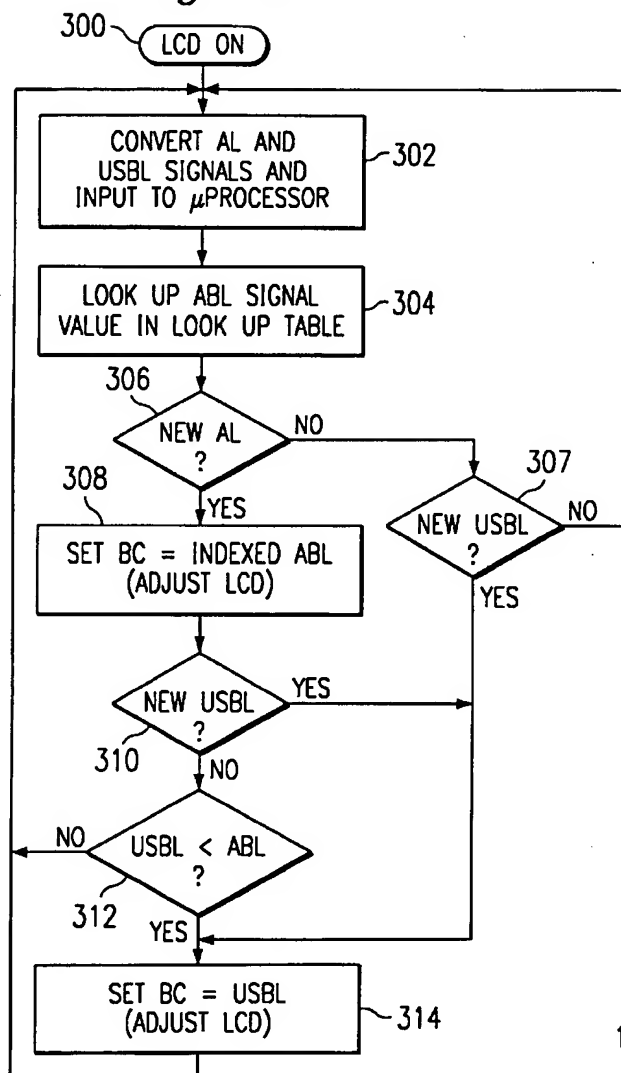 300
LCD ON
CONVERT AL AND
USBL SIGNALS AND
INPUT TO μPROCESSOR
302
LOOK UP ABL SIGNAL
VALUE IN LOOK UP TABLE
304
306
NEW AL
?
NO
YES
307
NEW USBL
?
NO
YES
308
SET BC = INDEXED ABL
(ADJUST LCD)
NEW USBL
?
YES
310
NO
USBL < ABL
?
NO
312
YES
SET BC = USBL
(ADJUST LCD)
314